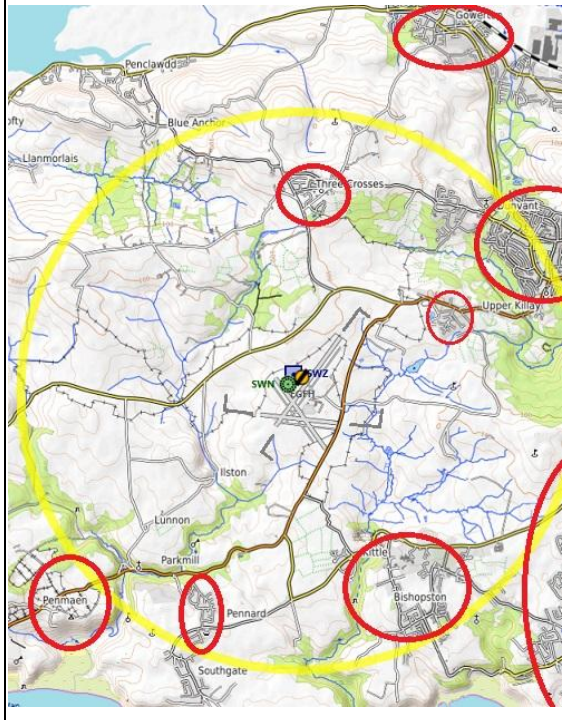 Gowerton
Penclawdd
Blue Anchor
Llanmorlais
Three Crosses
Upper Killay
SWZ
SWN
EGFH
Ilston
Lunnon
Parkmill
Kittle
Penmaen
Pennard
Bishopston
Southgate